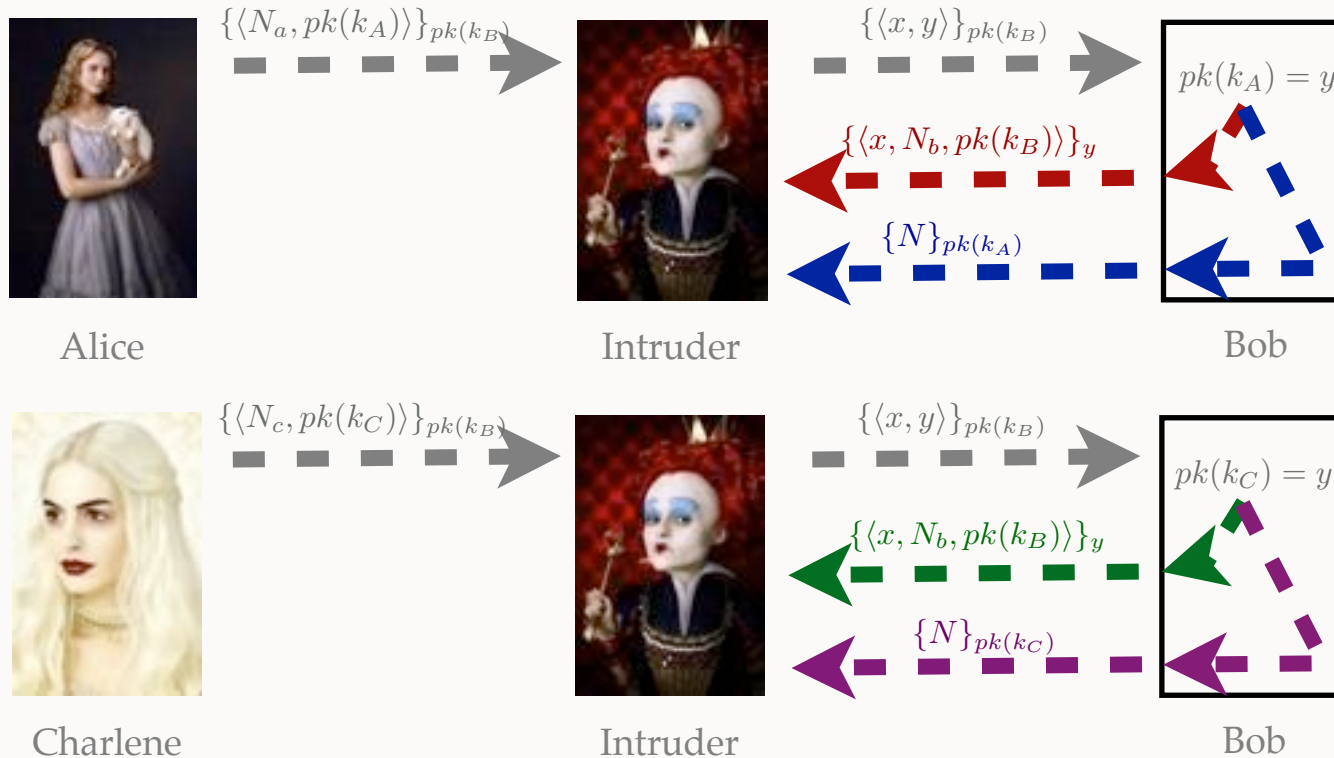 {⟨N_a, pk(k_A)⟩}_{pk(k_B)}
{⟨x, y⟩}_{pk(k_B)}
pk(k_A) = y
{⟨x, N_b, pk(k_B)⟩}_y
{N}_{pk(k_A)}
Alice
Intruder
Bob
{⟨N_c, pk(k_C)⟩}_{pk(k_B)}
{⟨x, y⟩}_{pk(k_B)}
pk(k_C) = y
{⟨x, N_b, pk(k_B)⟩}_y
{N}_{pk(k_C)}
Charlene
Intruder
Bob